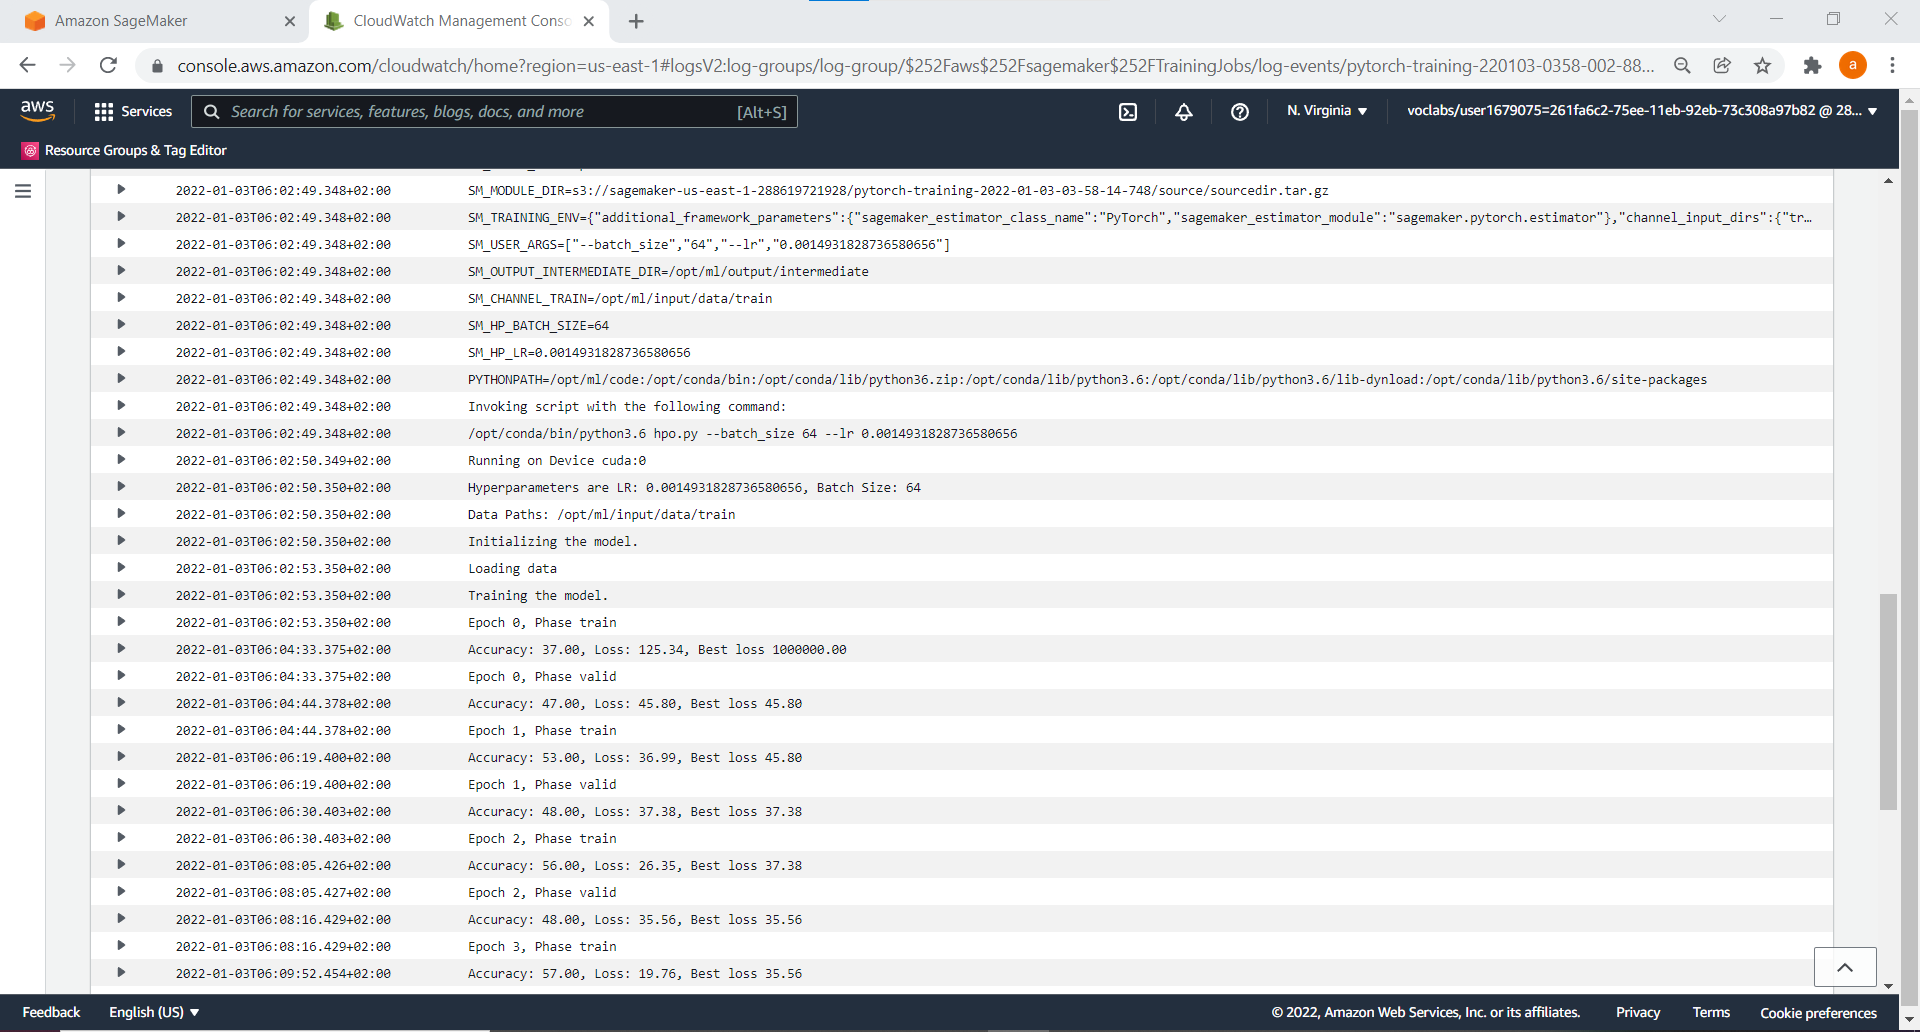 Amazon SageMaker
CloudWatch Management Conso
console.aws.amazon.com/cloudwatch/home?region=us-east-1#logsV2:log-groups/log-group/$252Faws$252Fsagemaker$252FTrainingJobs/log-events/pytorch-training-220103-0358-002-88...
a
aws
Services
Search for services, features, blogs, docs, and more
[Alt+S]
N. Virginia
voclabs/user1679075=261fa6c2-75ee-11eb-92eb-73c308a97b82 @ 28...
Resource Groups & Tag Editor
2022-01-03T06:02:49.348+02:00 SM_MODULE_DIR=s3://sagemaker-us-east-1-288619721928/pytorch-training-2022-01-03-03-58-14-748/source/sourcedir.tar.gz
2022-01-03T06:02:49.348+02:00 SM_TRAINING_ENV={"additional_framework_parameters":{"sagemaker_estimator_class_name":"PyTorch","sagemaker_estimator_module":"sagemaker.pytorch.estimator"},"channel_input_dirs":{"tr...
2022-01-03T06:02:49.348+02:00 SM_USER_ARGS=["--batch_size","64","--lr","0.0014931828736580656"]
2022-01-03T06:02:49.348+02:00 SM_OUTPUT_INTERMEDIATE_DIR=/opt/ml/output/intermediate
2022-01-03T06:02:49.348+02:00 SM_CHANNEL_TRAIN=/opt/ml/input/data/train
2022-01-03T06:02:49.348+02:00 SM_HP_BATCH_SIZE=64
2022-01-03T06:02:49.348+02:00 SM_HP_LR=0.0014931828736580656
2022-01-03T06:02:49.348+02:00 PYTHONPATH=/opt/ml/code:/opt/conda/bin:/opt/conda/lib/python36.zip:/opt/conda/lib/python3.6:/opt/conda/lib/python3.6/lib-dynload:/opt/conda/lib/python3.6/site-packages
2022-01-03T06:02:49.348+02:00 Invoking script with the following command:
2022-01-03T06:02:49.348+02:00 /opt/conda/bin/python3.6 hpo.py --batch_size 64 --lr 0.0014931828736580656
2022-01-03T06:02:50.349+02:00 Running on Device cuda:0
2022-01-03T06:02:50.350+02:00 Hyperparameters are LR: 0.0014931828736580656, Batch Size: 64
2022-01-03T06:02:50.350+02:00 Data Paths: /opt/ml/input/data/train
2022-01-03T06:02:50.350+02:00 Initializing the model.
2022-01-03T06:02:53.350+02:00 Loading data
2022-01-03T06:02:53.350+02:00 Training the model.
2022-01-03T06:02:53.350+02:00 Epoch 0, Phase train
2022-01-03T06:04:33.375+02:00 Accuracy: 37.00, Loss: 125.34, Best loss 1000000.00
2022-01-03T06:04:33.375+02:00 Epoch 0, Phase valid
2022-01-03T06:04:44.378+02:00 Accuracy: 47.00, Loss: 45.80, Best loss 45.80
2022-01-03T06:04:44.378+02:00 Epoch 1, Phase train
2022-01-03T06:06:19.400+02:00 Accuracy: 53.00, Loss: 36.99, Best loss 45.80
2022-01-03T06:06:19.400+02:00 Epoch 1, Phase valid
2022-01-03T06:06:30.403+02:00 Accuracy: 48.00, Loss: 37.38, Best loss 37.38
2022-01-03T06:06:30.403+02:00 Epoch 2, Phase train
2022-01-03T06:08:05.426+02:00 Accuracy: 56.00, Loss: 26.35, Best loss 37.38
2022-01-03T06:08:05.427+02:00 Epoch 2, Phase valid
2022-01-03T06:08:16.429+02:00 Accuracy: 48.00, Loss: 35.56, Best loss 35.56
2022-01-03T06:08:16.429+02:00 Epoch 3, Phase train
2022-01-03T06:09:52.454+02:00 Accuracy: 57.00, Loss: 19.76, Best loss 35.56
Feedback
English (US)
© 2022, Amazon Web Services, Inc. or its affiliates.
Privacy
Terms
Cookie preferences